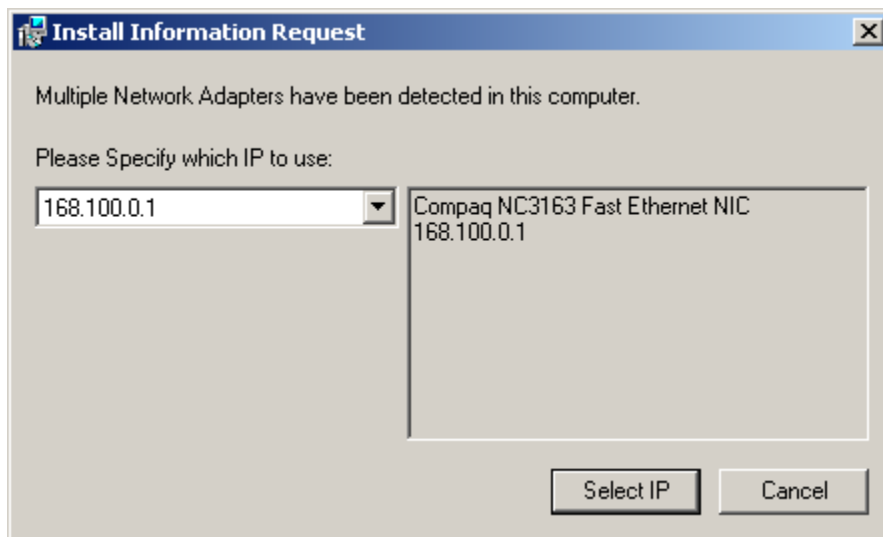 Install Information Request
Multiple Network Adapters have been detected in this computer.
Please Specify which IP to use:
168.100.0.1
Compaq NC3163 Fast Ethernet NIC
168.100.0.1
Select IP
Cancel